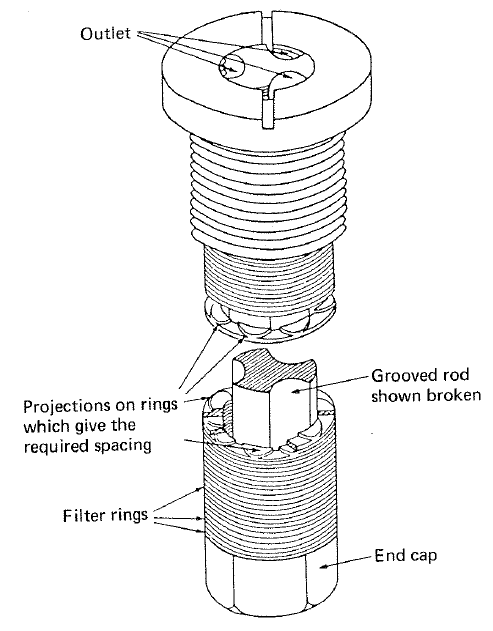 Outlet
Grooved rod
shown broken
Projections on rings
which give the
required spacing
Filter rings
End cap